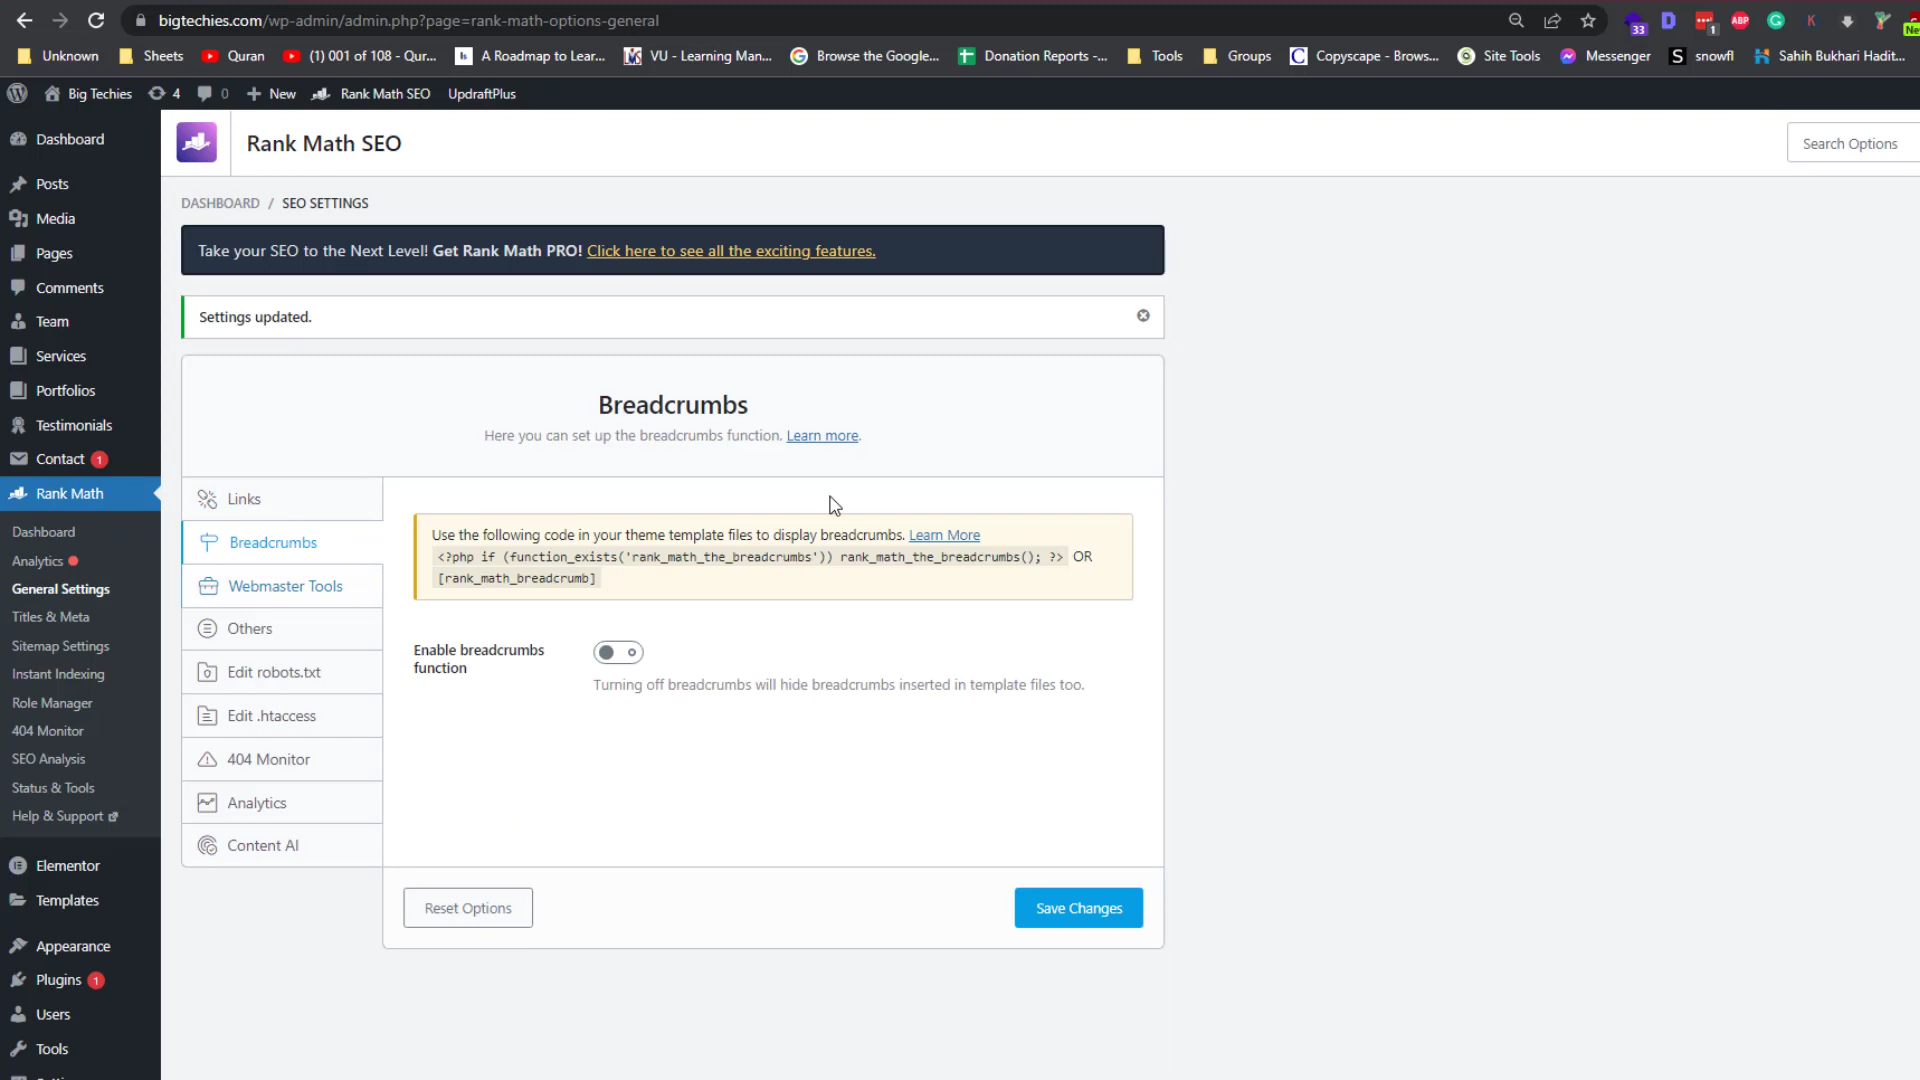 bigtechies.com/wp-admin/admin.php?page=rank-math-options-general
33
D
1
ABP
K
New
Unknown
Sheets
Quran
(1) 001 of 108 - Qur...
A Roadmap to Lear...
VU - Learning Man...
Browse the Google...
Donation Reports -...
Tools
Groups
Copyscape - Brows...
Site Tools
Messenger
snowfl
Sahih Bukhari Hadit...
Big Techies
4
0
New
Rank Math SEO
UpdraftPlus
Dashboard
Posts
Media
Pages
Comments
Team
Services
Portfolios
Testimonials
Contact 1
Rank Math
Dashboard
Analytics
General Settings
Titles & Meta
Sitemap Settings
Instant Indexing
Role Manager
404 Monitor
SEO Analysis
Status & Tools
Help & Support
Elementor
Templates
Appearance
Plugins 1
Users
Tools
Rank Math SEO
Search Options
DASHBOARD / SEO SETTINGS
Take your SEO to the Next Level! Get Rank Math PRO! Click here to see all the exciting features.
Settings updated.
Breadcrumbs
Here you can set up the breadcrumbs function. Learn more.
Links
Breadcrumbs
Webmaster Tools
Others
Edit robots.txt
Edit .htaccess
404 Monitor
Analytics
Content AI
Use the following code in your theme template files to display breadcrumbs. Learn More
<?php if (function_exists('rank_math_the_breadcrumbs')) rank_math_the_breadcrumbs(); ?> OR
[rank_math_breadcrumb]
Enable breadcrumbs
function
Turning off breadcrumbs will hide breadcrumbs inserted in template files too.
Reset Options
Save Changes